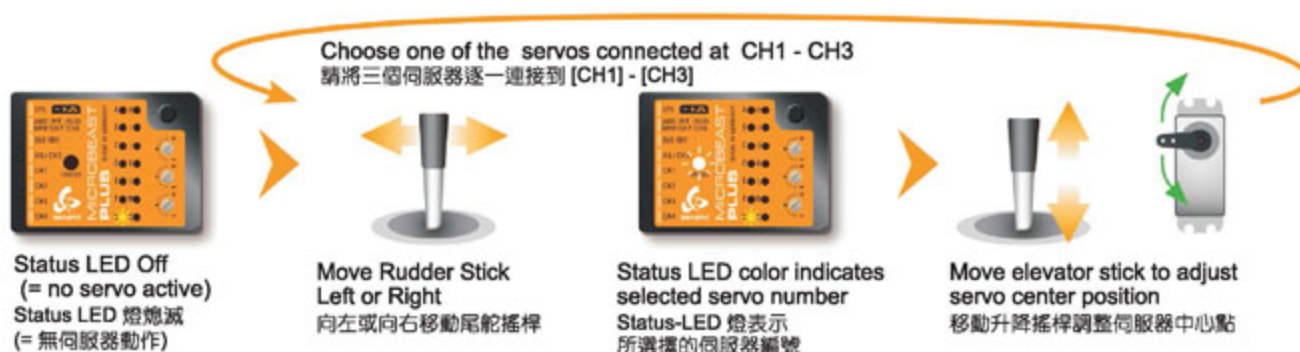 Choose one of the servos connected at CH1 - CH3
請將三個伺服器逐一連接到 [CH1] - [CH3]
MICROBEAST
PLUS
MICROBEAST
PLUS
Status LED Off
(= no servo active)
Status LED 燈熄滅
(= 無伺服器動作)
Move Rudder Stick
Left or Right
向左或向右移動尾舵搖桿
Status LED color indicates
selected servo number
Status-LED 燈表示
所選擇的伺服器編號
Move elevator stick to adjust
servo center position
移動升降搖桿調整伺服器中心點